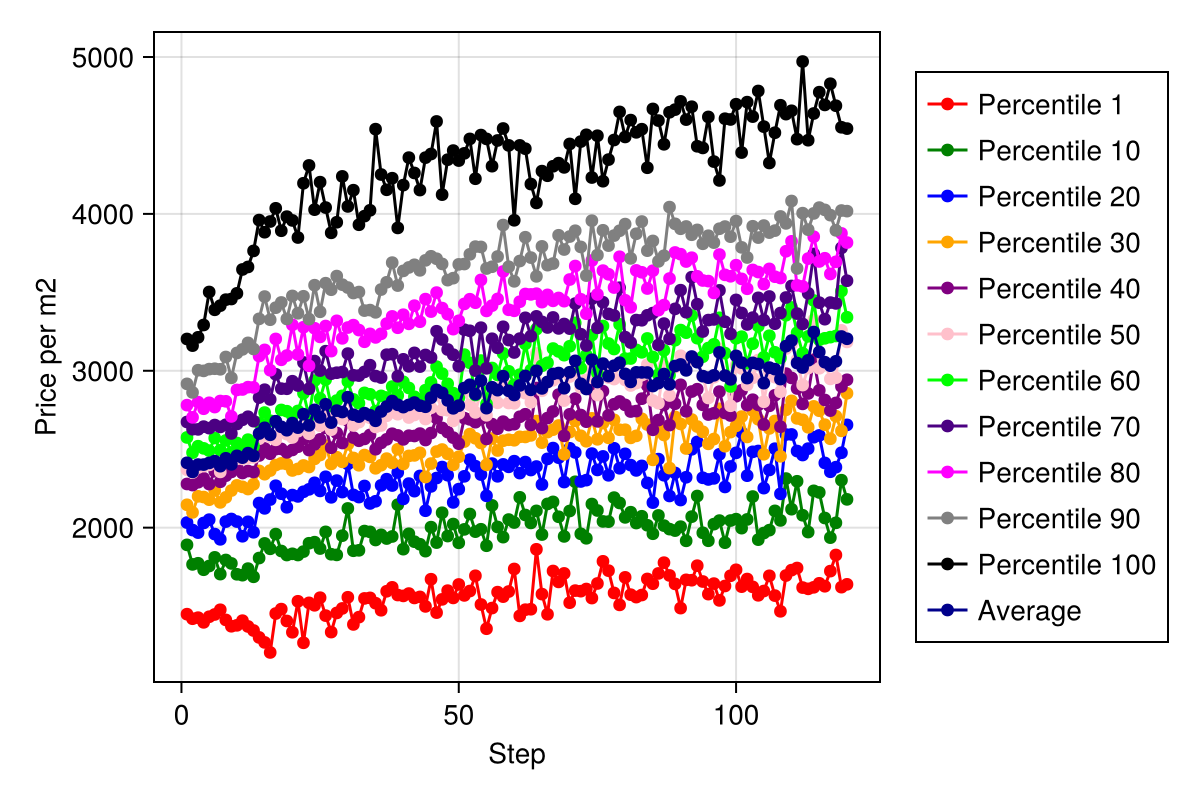 5000
4000
3000
2000
Price per m2
0
50
100
Step
Percentile 1
Percentile 10
Percentile 20
Percentile 30
Percentile 40
Percentile 50
Percentile 60
Percentile 70
Percentile 80
Percentile 90
Percentile 100
Average